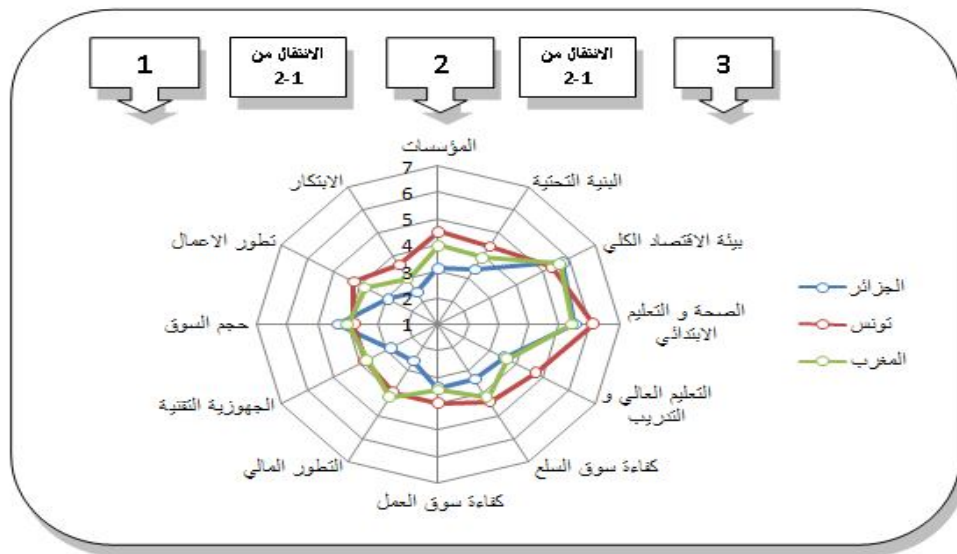 1
الانتقال من
2-1
2
الانتقال من
2-1
3
المؤسسات
البنية التحتية
بيئة الاقتصاد الكلي
الصحة و التعليم
الابتدائي
التعليم العالي و
التدريب
كفاءة سوق السلع
كفاءة سوق العمل
التطور المالي
الجهوزية التقنية
حجم السوق
تطور الاعمال
الابتكار
7
6
5
4
3
2
1
الجزائر
تونس
المغرب